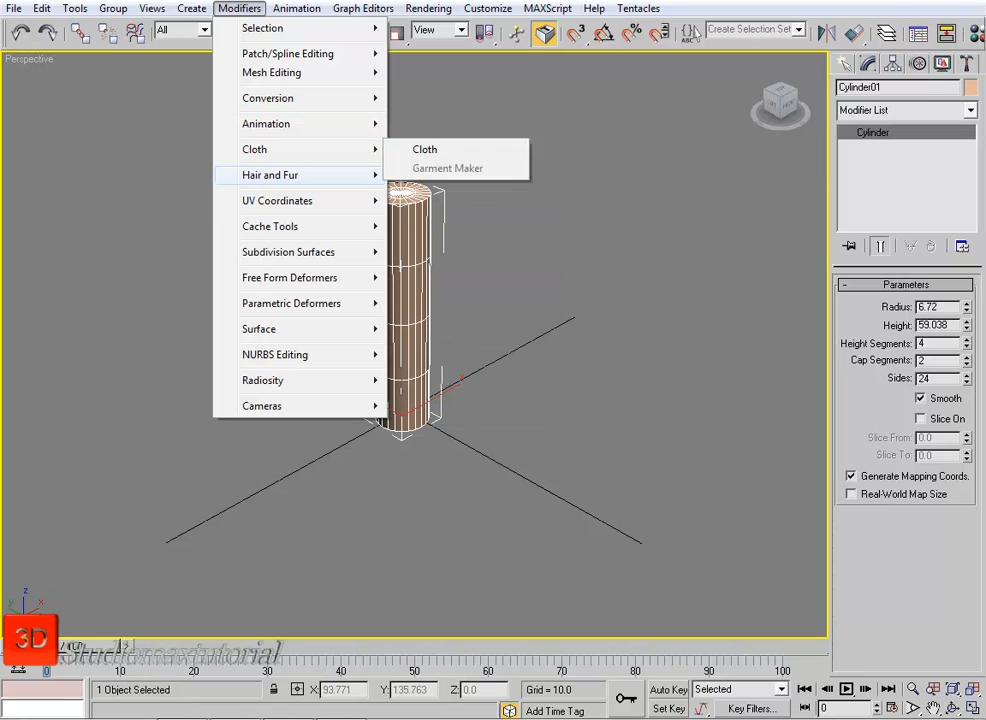 File Edit Tools Group Views Create Modifiers Animation Graph Editors Rendering Customize MAXScript Help Tentacles
All View Create Selection Set
Perspective
Selection
Patch/Spline Editing
Mesh Editing
Conversion
Animation
Cloth
Hair and Fur
UV Coordinates
Cache Tools
Subdivision Surfaces
Free Form Deformers
Parametric Deformers
Surface
NURBS Editing
Radiosity
Cameras
Cloth
Garment Maker
Cylinder01
Modifier List
Cylinder
- Parameters
Radius: 6.72
Height: 59.038
Height Segments: 4
Cap Segments: 2
Sides: 24
Smooth
Slice On
Slice From: 0.0
Slice To: 0.0
Generate Mapping Coords.
Real-World Map Size
z
y x
3D Studiomaxtutorial
0 10 20 30 40 50 60 70 80 90 100
1 Object Selected X: 93.771 Y: 135.763 Z: 0.0 Grid = 10.0 Auto Key Selected
Add Time Tag Set Key Key Filters... 0